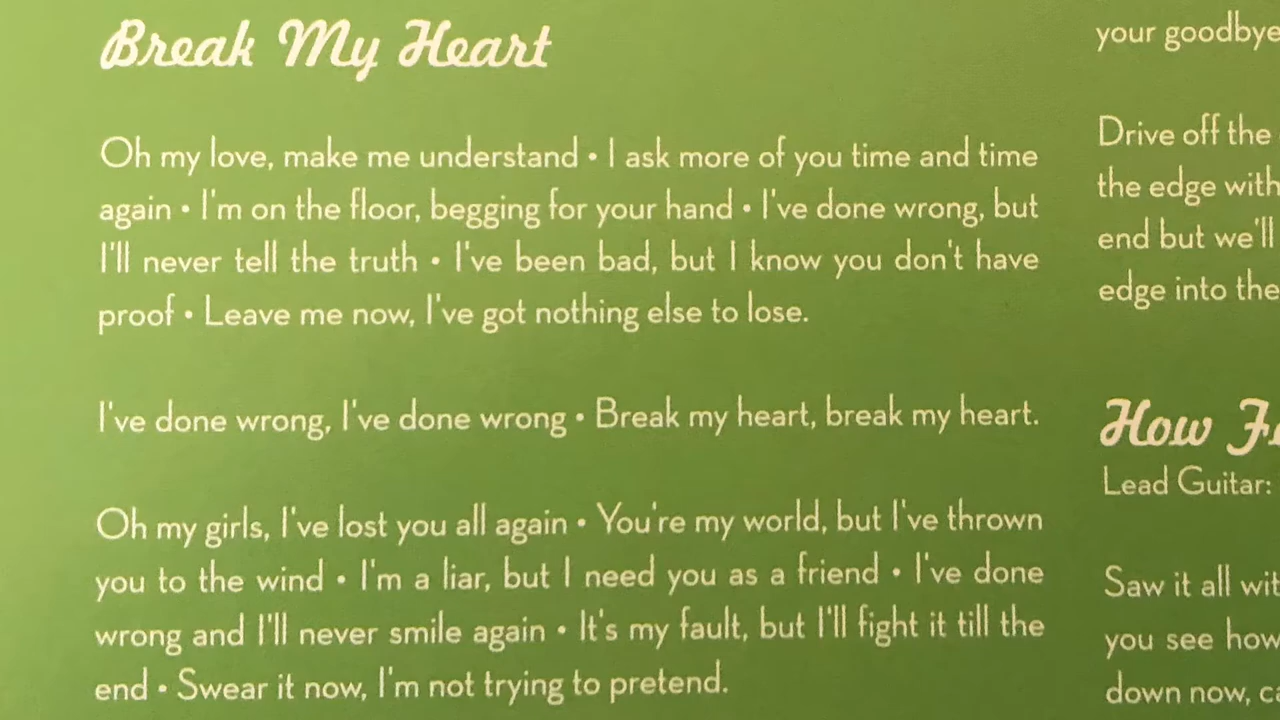 Break My Heart
Oh my love, make me understand • I ask more of you time and time
again • I'm on the floor, begging for your hand • I've done wrong, but
I'll never tell the truth • I've been bad, but I know you don't have
proof • Leave me now, I've got nothing else to lose.
I've done wrong, I've done wrong • Break my heart, break my heart.
Oh my girls, I've lost you all again • You're my world, but I've thrown
you to the wind • I'm a liar, but I need you as a friend • I've done
wrong and I'll never smile again • It's my fault, but I'll fight it till the
end • Swear it now, I'm not trying to pretend.
your goodbye
Drive off the
the edge with
end but we'll
edge into the
How
Lead Guitar:
Saw it all
you see how
down now,